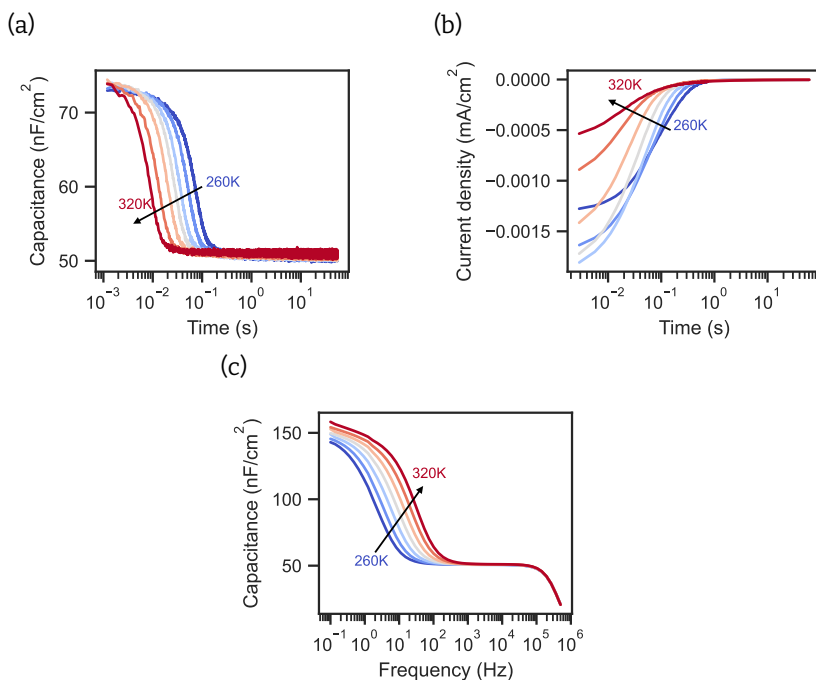 (a)
Capacitance (nF/cm²)
70
60
50
320K
260K
10⁻³ 10⁻² 10⁻¹ 10⁰ 10¹
Time (s)
(b)
Current density (mA/cm²)
0.0000
−0.0005
−0.0010
−0.0015
320K
260K
10⁻² 10⁻¹ 10⁰ 10¹
Time (s)
(c)
Capacitance (nF/cm²)
150
100
50
320K
260K
10⁻¹ 10⁰ 10¹ 10² 10³ 10⁴ 10⁵ 10⁶
Frequency (Hz)